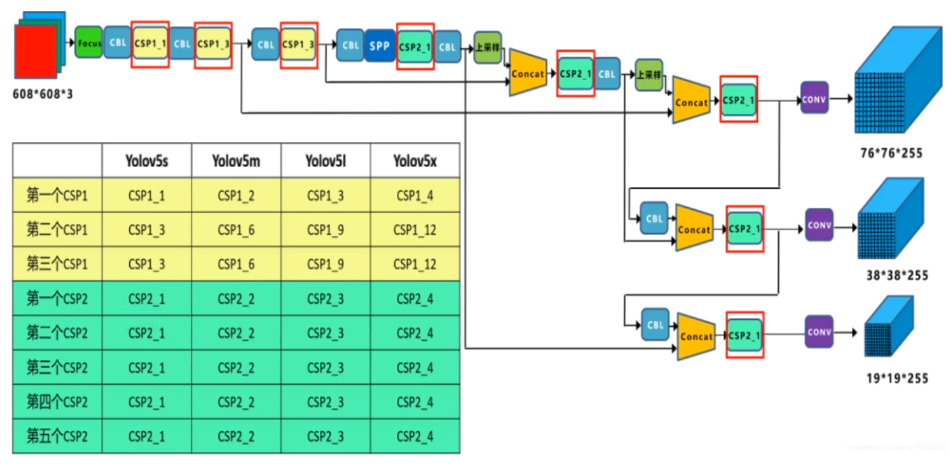 Focus CBL CSP1_1 CBL CSP1_3 CBL CSP1_3 CBL SPP CSP2_1 CBL 上采样
Concat CSP2_1 CBL 上采样
Concat CSP2_1 CONV
608*608*3
76*76*255
CBL Concat CSP2_1 CONV
38*38*255
CBL Concat CSP2_1 CONV
19*19*255
Yolov5s Yolov5m Yolov5l Yolov5x
第一个CSP1 CSP1_1 CSP1_2 CSP1_3 CSP1_4
第二个CSP1 CSP1_3 CSP1_6 CSP1_9 CSP1_12
第三个CSP1 CSP1_3 CSP1_6 CSP1_9 CSP1_12
第一个CSP2 CSP2_1 CSP2_2 CSP2_3 CSP2_4
第二个CSP2 CSP2_1 CSP2_2 CSP2_3 CSP2_4
第三个CSP2 CSP2_1 CSP2_2 CSP2_3 CSP2_4
第四个CSP2 CSP2_1 CSP2_2 CSP2_3 CSP2_4
第五个CSP2 CSP2_1 CSP2_2 CSP2_3 CSP2_4